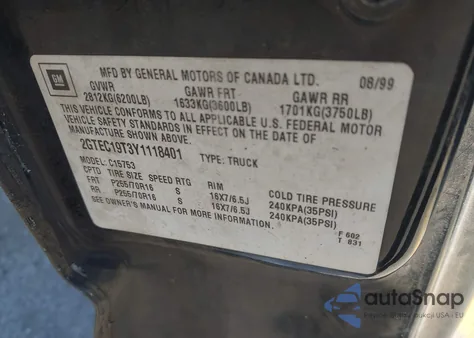 GM
MFD BY GENERAL MOTORS OF CANADA LTD. 08/99
GVWR GAWR FRT GAWR RR
2812KG(6200LB) 1633KG(3600LB) 1701KG(3750LB)
THIS VEHICLE CONFORMS TO ALL APPLICABLE U.S. FEDERAL MOTOR
VEHICLE SAFETY STANDARDS IN EFFECT ON THE DATE OF
MANUFACTURE SHOWN ABOVE.
2GTEC19T3Y1118401 TYPE: TRUCK
MODEL: C15753
CPTD TIRE SIZE SPEED RTG RIM COLD TIRE PRESSURE
FRT P255/70R16 S 16X7/6.5J 240KPA(35PSI)
RR P255/70R16 S 16X7/6.5J 240KPA(35PSI)
SEE OWNER'S MANUAL FOR MORE INFORMATION.
F 602
T 831
autoSnap